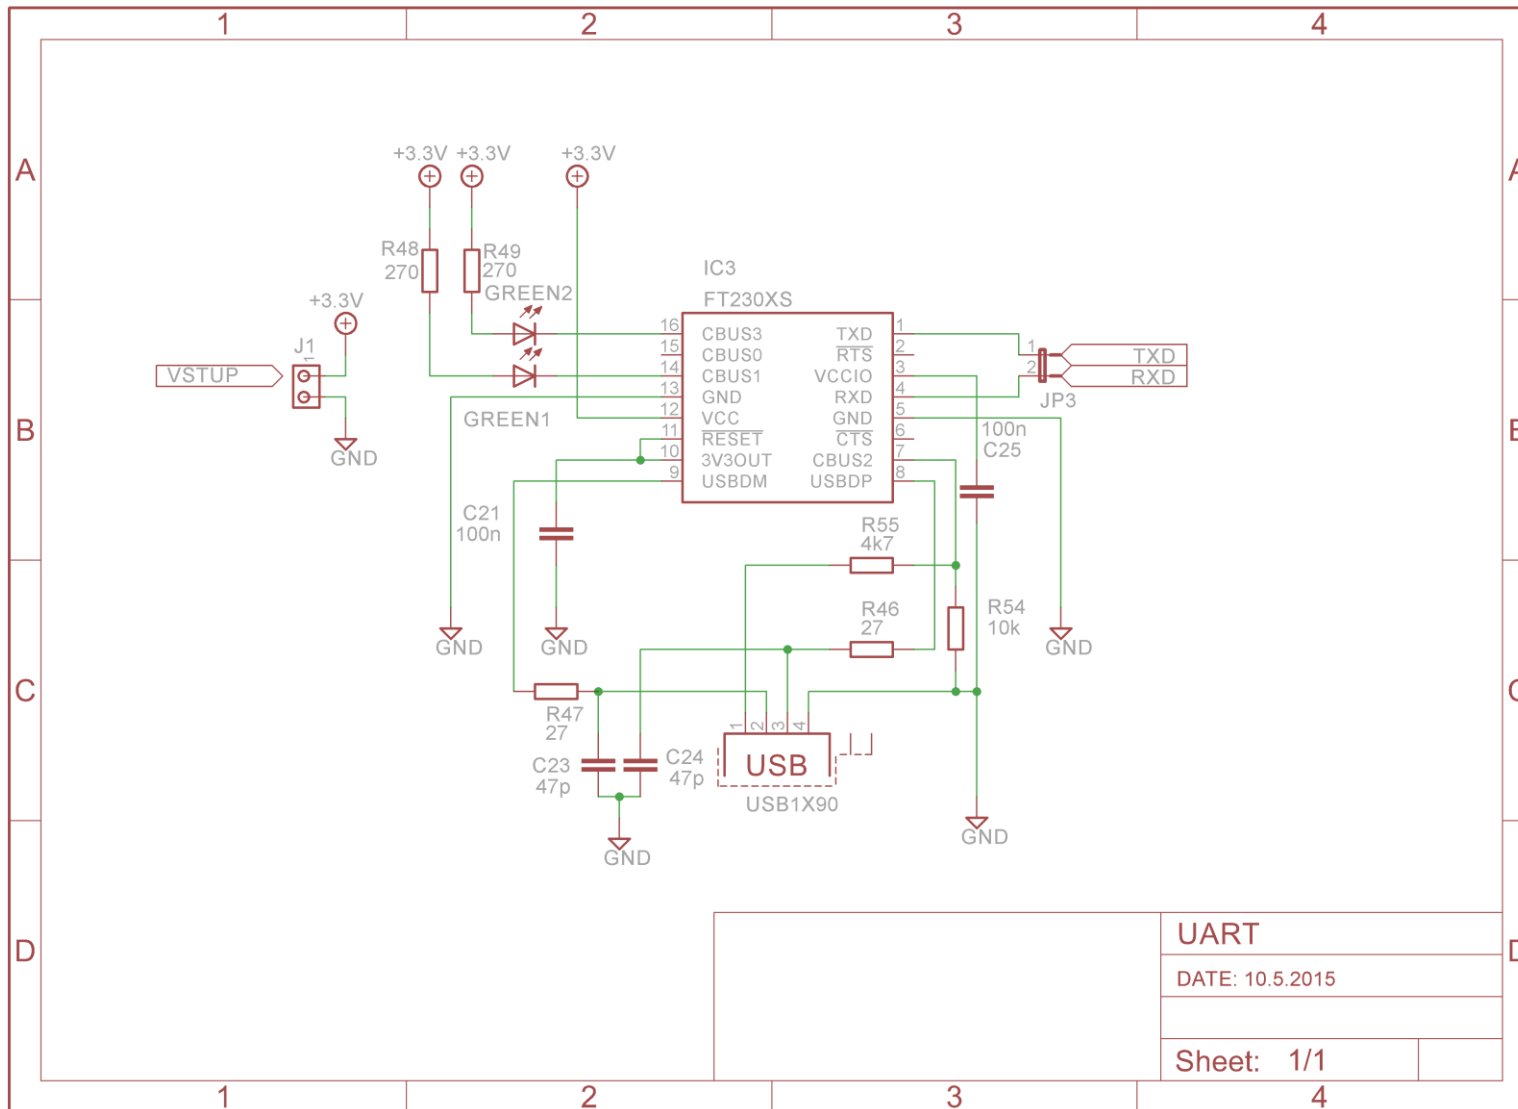 1 2 3 4
A A
+3.3V +3.3V +3.3V
R48 R49
270 270
IC3
GREEN2
FT230XS
+3.3V
16 CBUS3 TXD 1
15 CBUS0 RTS 2
14 CBUS1 VCCIO 3
13 GND RXD 4
12 VCC GND 5
11 RESET CTS 6
10 3V3OUT CBUS2 7
9 USBDM USBDP 8
J1
1
VSTUP
1 TXD
2 RXD
JP3
GREEN1
B B
100n
C25
GND
C21
100n
R55
4k7
R46
27
R54
10k
GND GND GND
C C
R47
27
1 2 3 4
C23
47p
C24
47p
USB
USB1X90
GND
GND
UART
D D
DATE: 10.5.2015
Sheet: 1/1
1 2 3 4